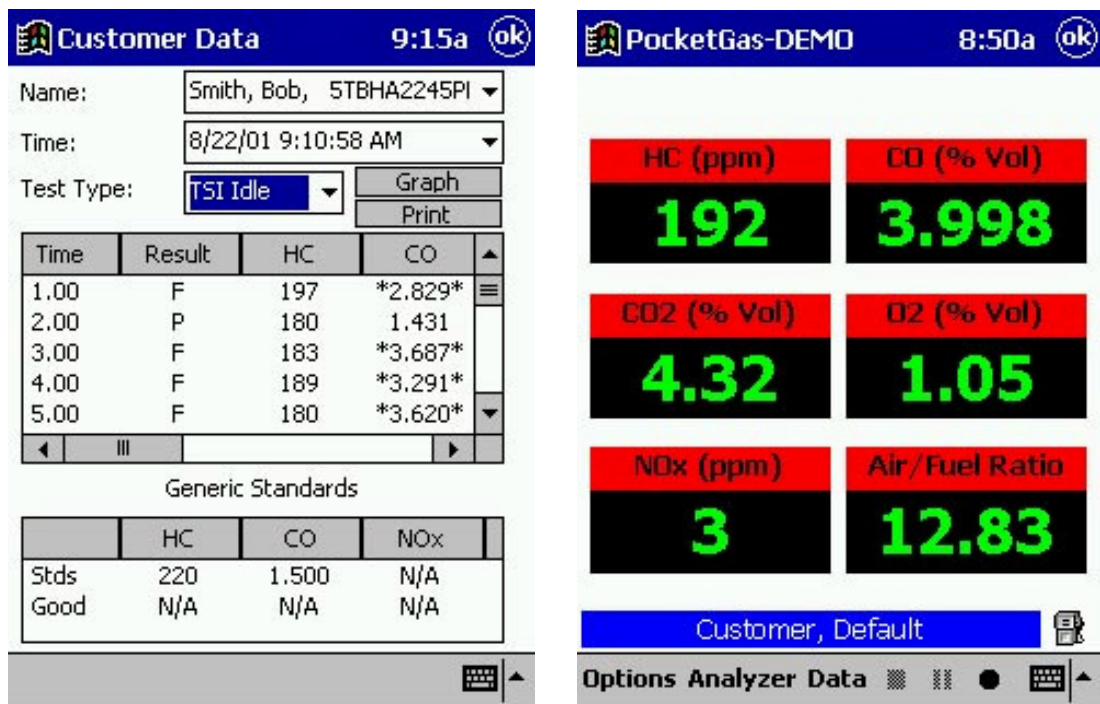 Customer Data 9:15a ok
Name: Smith, Bob, 5TBHA2245PI
Time: 8/22/01 9:10:58 AM
Test Type: TSI Idle Graph
Print
Time Result HC CO
1.00 F 197 *2.829*
2.00 P 180 1.431
3.00 F 183 *3.687*
4.00 F 189 *3.291*
5.00 F 180 *3.620*
Generic Standards
HC CO NOx
Stds 220 1.500 N/A
Good N/A N/A N/A
PocketGas-DEMO 8:50a ok
HC (ppm) CO (% Vol)
192 3.998
CO2 (% Vol) O2 (% Vol)
4.32 1.05
NOx (ppm) Air/Fuel Ratio
3 12.83
Customer, Default
Options Analyzer Data